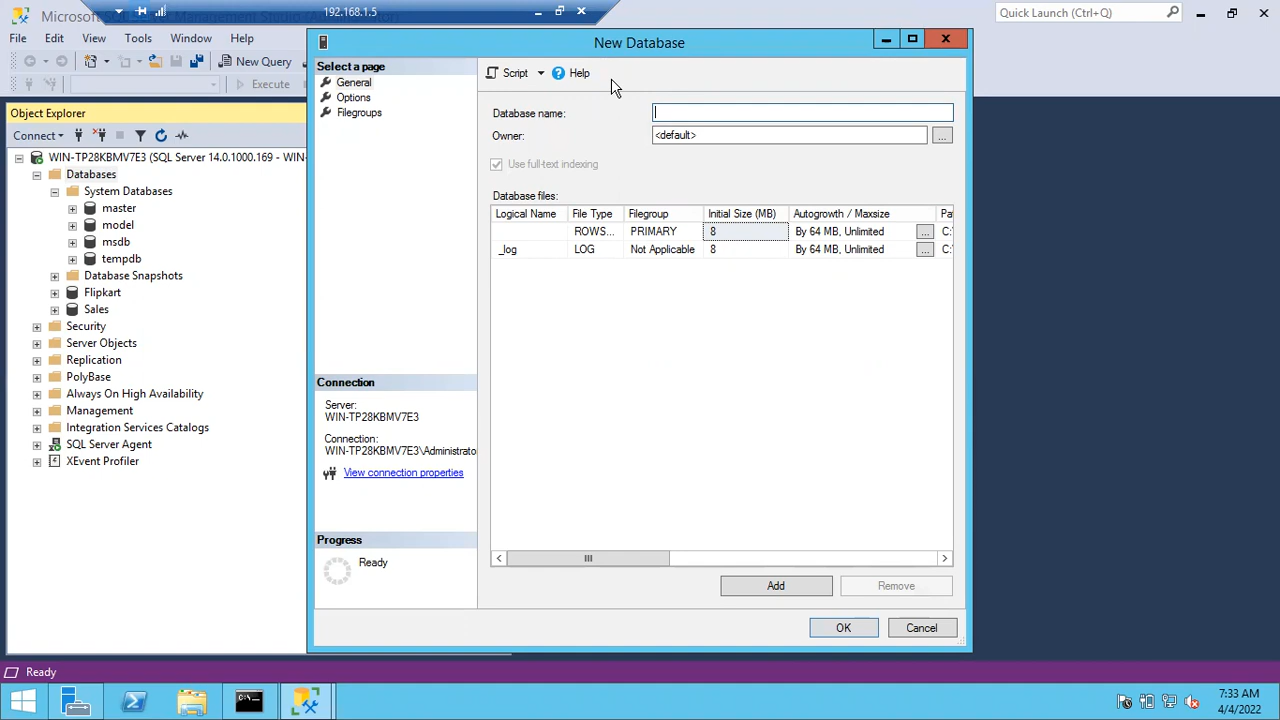 Microsoft SQL
192.168.1.5
Quick Launch (Ctrl+Q)
File Edit View Tools Window Help
New Query
Execute
Object Explorer
Connect
WIN-TP28KBMV7E3 (SQL Server 14.0.1000.169 - WIN-
Databases
System Databases
master
model
msdb
tempdb
Database Snapshots
Flipkart
Sales
Security
Server Objects
Replication
PolyBase
Always On High Availability
Management
Integration Services Catalogs
SQL Server Agent
XEvent Profiler
New Database
Select a page
General
Options
Filegroups
Connection
Server:
WIN-TP28KBMV7E3
Connection:
WIN-TP28KBMV7E3\Administrato
View connection properties
Progress
Ready
Script Help
Database name:
Owner: <default> ...
Use full-text indexing
Database files:
Logical Name File Type Filegroup Initial Size (MB) Autogrowth / Maxsize Pa
ROWS... PRIMARY 8 By 64 MB, Unlimited ... C:\
_log LOG Not Applicable 8 By 64 MB, Unlimited ... C:\
Add Remove
OK Cancel
Ready
7:33 AM
4/4/2022